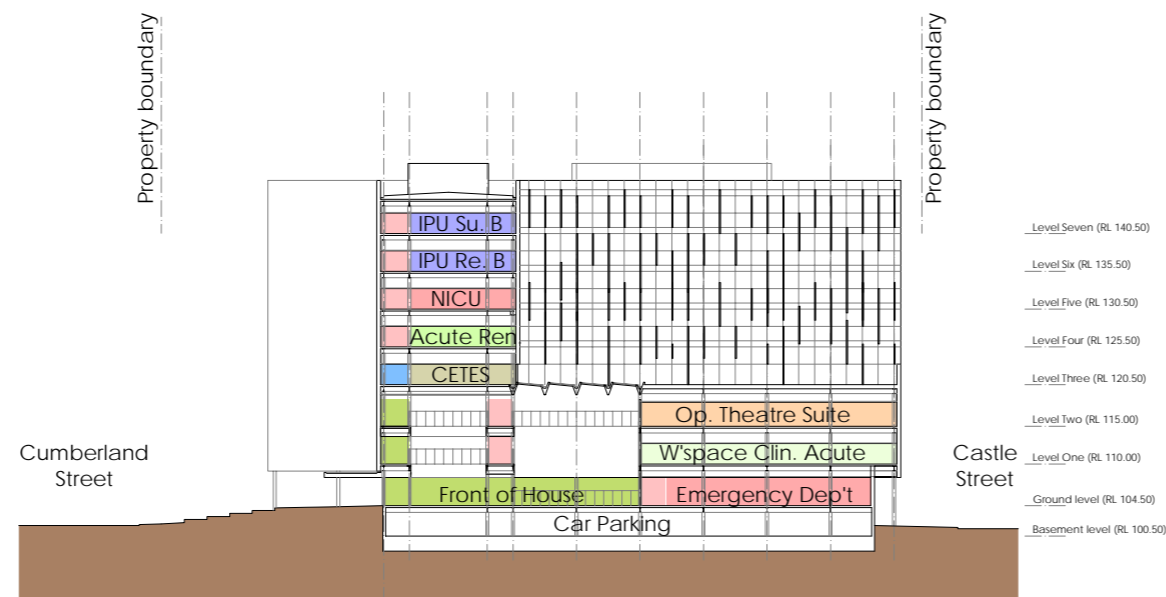 Property boundary
Property boundary
IPU Su. B
Level Seven (RL 140.50)
IPU Re. B
Level Six (RL 135.50)
NICU
Level Five (RL 130.50)
Acute Ren
Level Four (RL 125.50)
CETES
Level Three (RL 120.50)
Op. Theatre Suite
Level Two (RL 115.00)
Cumberland
Street
W'space Clin. Acute
Castle
Street
Level One (RL 110.00)
Front of House
Emergency Dep't
Ground level (RL 104.50)
Car Parking
Basement level (RL 100.50)